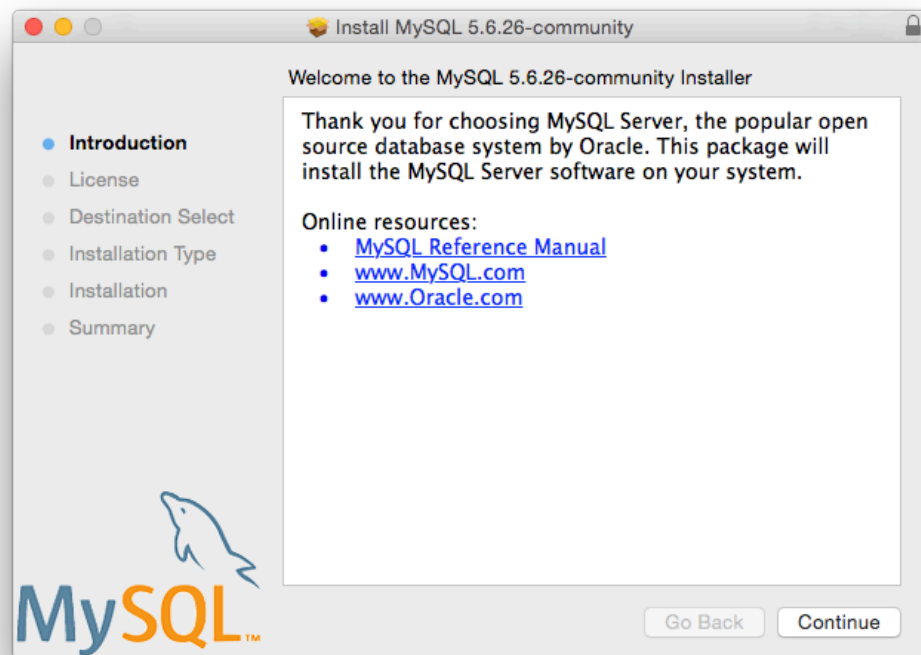 Install MySQL 5.6.26-community
Welcome to the MySQL 5.6.26-community Installer
Introduction
License
Destination Select
Installation Type
Installation
Summary
Thank you for choosing MySQL Server, the popular open
source database system by Oracle. This package will
install the MySQL Server software on your system.
Online resources:
• MySQL Reference Manual
• www.MySQL.com
• www.Oracle.com
MySQL™
Go Back
Continue